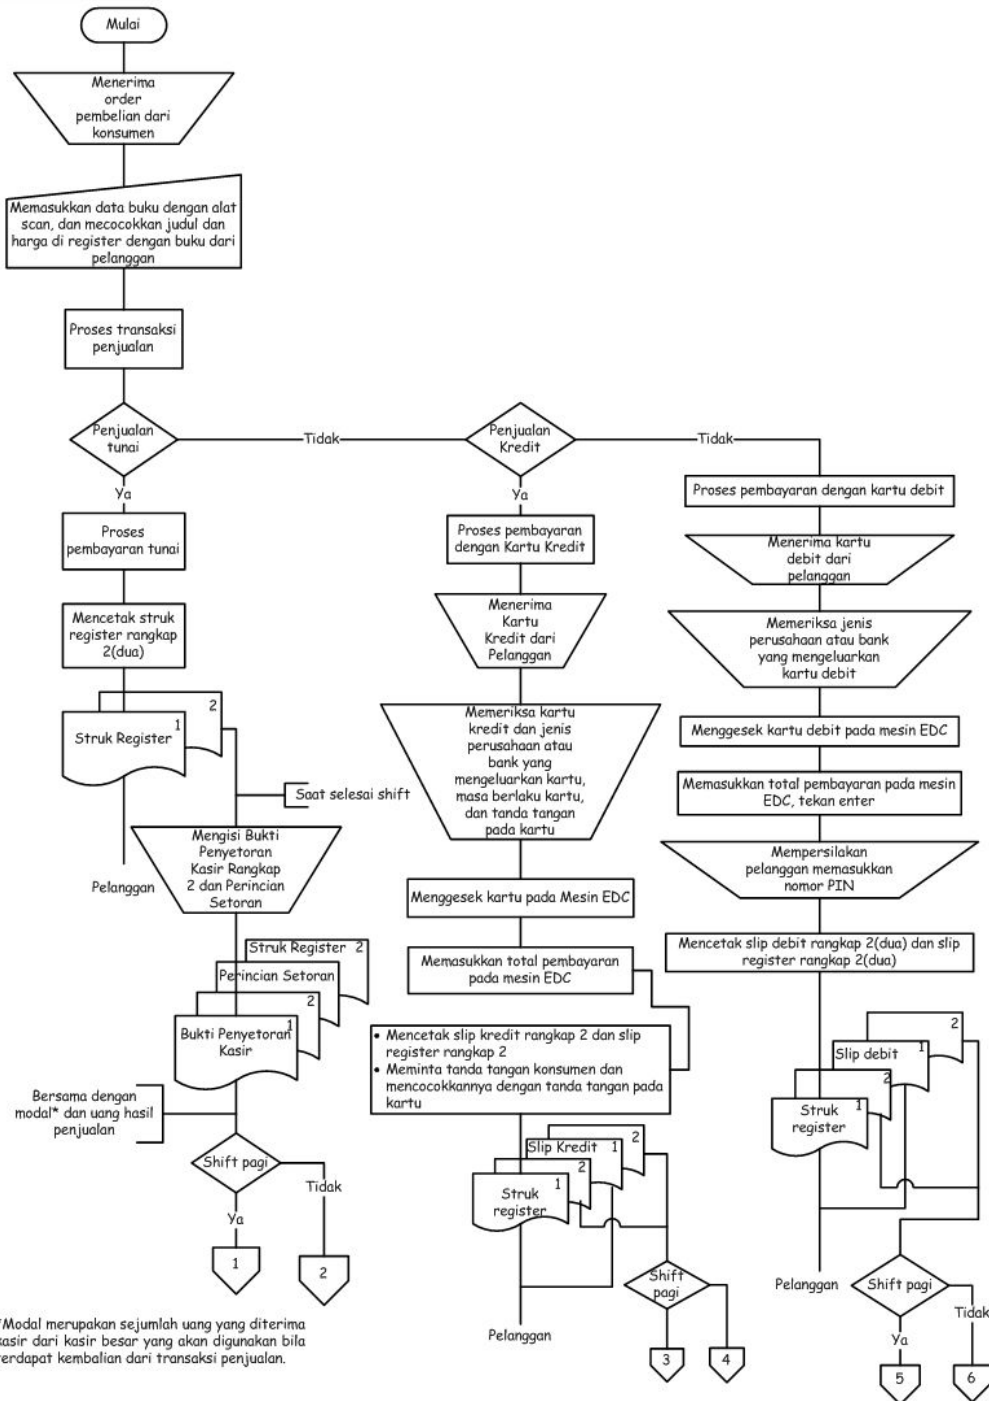 Mulai
Menerima
order
pembelian dari
konsumen
Memasukkan data buku dengan alat
scan, dan mecocokkan judul dan
harga di register dengan buku dari
pelanggan
Proses transaksi
penjualan
Penjualan
tunai
Tidak
Penjualan
Kredit
Tidak
Ya
Proses
pembayaran tunai
Mencetak struk
register rangkap
2(dua)
2
1
Struk Register
Saat selesai shift
Pelanggan
Mengisi Bukti
Penyetoran
Kasir Rangkap
2 dan Perincian
Setoran
Struk Register 2
Perincian Setoran
2
1
Bukti Penyetoran
Kasir
Bersama dengan
modal* dan uang hasil
penjualan
Shift pagi
Tidak
Ya
1
2
*Modal merupakan sejumlah uang yang diterima
kasir dari kasir besar yang akan digunakan bila
terdapat kembalian dari transaksi penjualan.
Ya
Proses pembayaran
dengan Kartu Kredit
Menerima
Kartu
Kredit dari
Pelanggan
Memeriksa kartu
kredit dan jenis
perusahaan atau
bank yang
mengeluarkan kartu,
masa berlaku kartu,
dan tanda tangan
pada kartu
Menggesek kartu pada Mesin EDC
Memasukkan total pembayaran
pada mesin EDC
• Mencetak slip kredit rangkap 2 dan slip
register rangkap 2
• Meminta tanda tangan konsumen dan
mencocokkannya dengan tanda tangan pada
kartu
2
Slip Kredit 1
2
1
Struk
register
Shift
pagi
Pelanggan
3
4
Proses pembayaran dengan kartu debit
Menerima kartu
debit dari
pelanggan
Memeriksa jenis
perusahaan atau bank
yang mengeluarkan
kartu debit
Menggesek kartu debit pada mesin EDC
Memasukkan total pembayaran pada mesin
EDC, tekan enter
Mempersilakan
pelanggan memasukkan
nomor PIN
Mencetak slip debit rangkap 2(dua) dan slip
register rangkap 2(dua)
2
Slip debit 1
2
1
Struk
register
Pelanggan
Shift pagi
Tidak
Ya
5
6